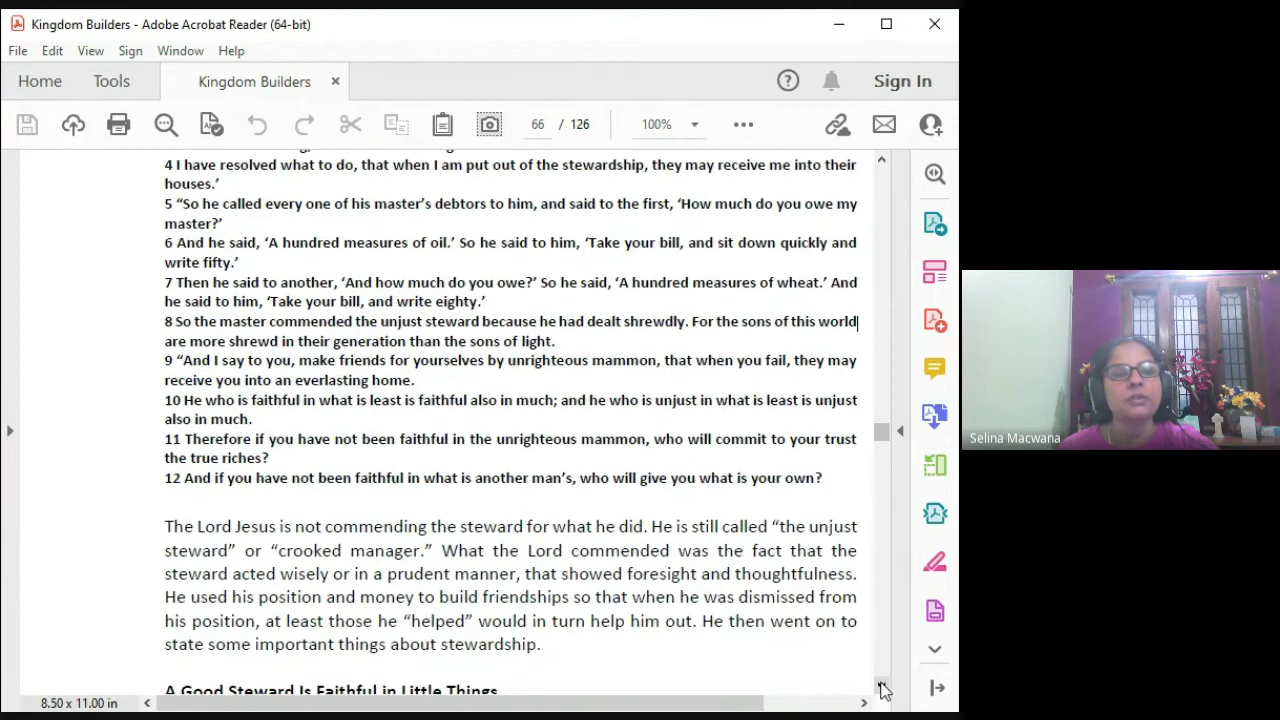 Kingdom Builders - Adobe Acrobat Reader (64-bit)
File Edit View Sign Window Help
Home Tools Kingdom Builders × Sign In
66 / 126 100%
4 I have resolved what to do, that when I am put out of the stewardship, they may receive me into their
houses.’
5 “So he called every one of his master’s debtors to him, and said to the first, ‘How much do you owe my
master?’
6 And he said, ‘A hundred measures of oil.’ So he said to him, ‘Take your bill, and sit down quickly and
write fifty.’
7 Then he said to another, ‘And how much do you owe?’ So he said, ‘A hundred measures of wheat.’ And
he said to him, ‘Take your bill, and write eighty.’
8 So the master commended the unjust steward because he had dealt shrewdly. For the sons of this world
are more shrewd in their generation than the sons of light.
9 “And I say to you, make friends for yourselves by unrighteous mammon, that when you fail, they may
receive you into an everlasting home.
10 He who is faithful in what is least is faithful also in much; and he who is unjust in what is least is unjust
also in much.
11 Therefore if you have not been faithful in the unrighteous mammon, who will commit to your trust
the true riches?
12 And if you have not been faithful in what is another man’s, who will give you what is your own?
The Lord Jesus is not commending the steward for what he did. He is still called “the unjust
steward” or “crooked manager.” What the Lord commended was the fact that the
steward acted wisely or in a prudent manner, that showed foresight and thoughtfulness.
He used his position and money to build friendships so that when he was dismissed from
his position, at least those he “helped” would in turn help him out. He then went on to
state some important things about stewardship.
A Good Steward Is Faithful in Little Things
8.50 x 11.00 in
Selina Macwana